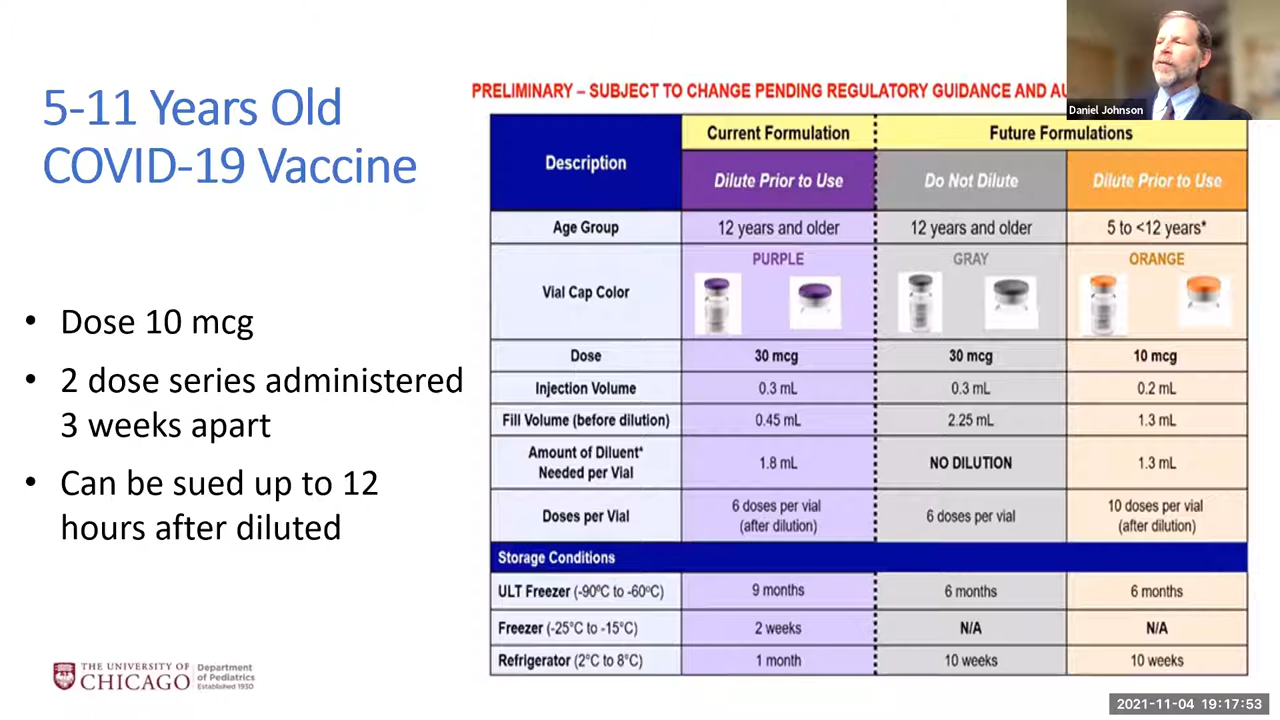 5-11 Years Old
COVID-19 Vaccine
• Dose 10 mcg
• 2 dose series administered
3 weeks apart
• Can be sued up to 12
hours after diluted
PRELIMINARY – SUBJECT TO CHANGE PENDING REGULATORY GUIDANCE AND
Daniel Johnson
Description
Current Formulation
Future Formulations
Dilute Prior to Use
Do Not Dilute
Dilute Prior to Use
Age Group
12 years and older
12 years and older
5 to <12 years*
Vial Cap Color
PURPLE
GRAY
ORANGE
Dose
30 mcg
30 mcg
10 mcg
Injection Volume
0.3 mL
0.3 mL
0.2 mL
Fill Volume (before dilution)
0.45 mL
2.25 mL
1.3 mL
Amount of Diluent*
Needed per Vial
1.8 mL
NO DILUTION
1.3 mL
Doses per Vial
6 doses per vial
(after dilution)
6 doses per vial
10 doses per vial
(after dilution)
Storage Conditions
ULT Freezer (-90ºC to -60ºC)
9 months
6 months
6 months
Freezer (-25°C to -15°C)
2 weeks
N/A
N/A
Refrigerator (2°C to 8°C)
1 month
10 weeks
10 weeks
THE UNIVERSITY OF
CHICAGO
Department
of Pediatrics
Established 1930
2021-11-04 19:17:53